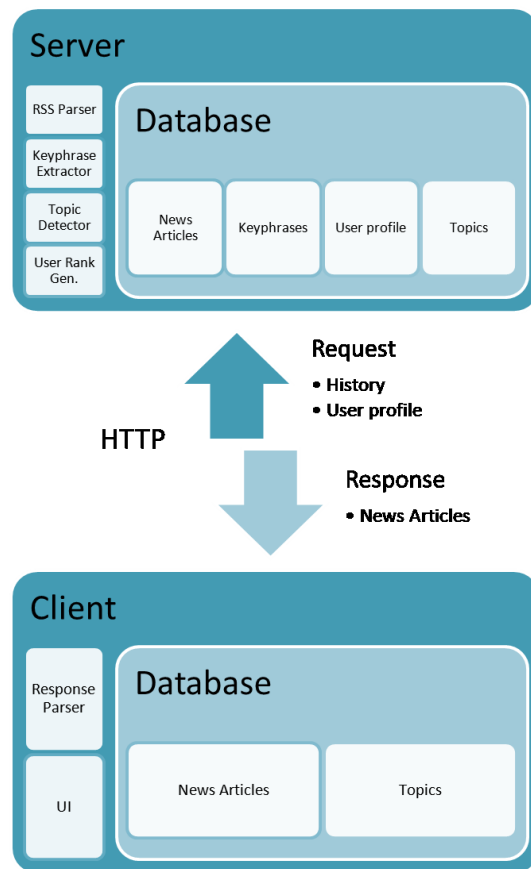 Server
RSS Parser
Keyphrase
Extractor
Topic
Detector
User Rank
Gen.
Database
News
Articles
Keyphrases
User profile
Topics
HTTP
Request
• History
• User profile
Response
• News Articles
Client
Response
Parser
UI
Database
News Articles
Topics